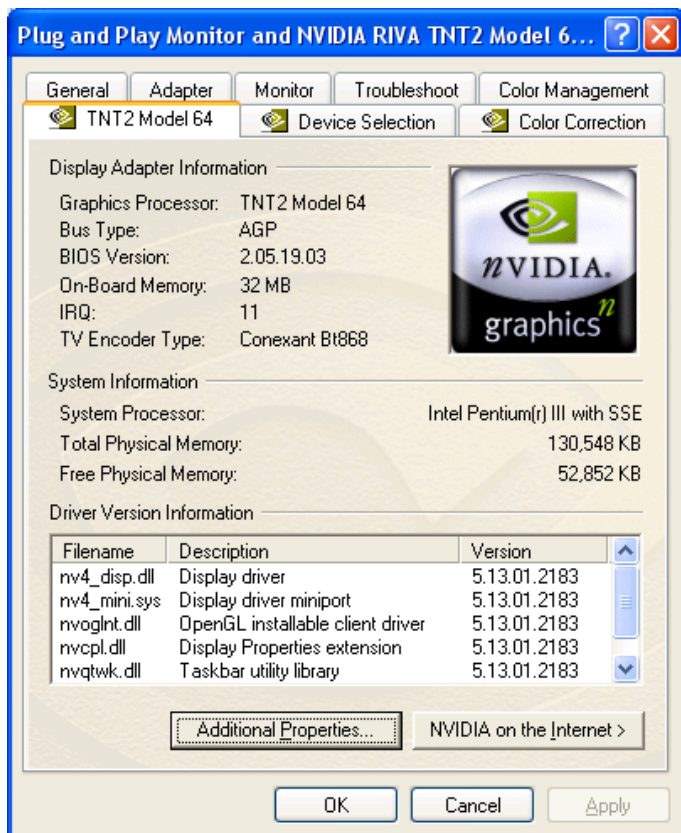 Plug and Play Monitor and NVIDIA RIVA TNT2 Model 6...
General Adapter Monitor Troubleshoot Color Management
TNT2 Model 64 Device Selection Color Correction
Display Adapter Information
Graphics Processor: TNT2 Model 64
Bus Type: AGP
BIOS Version: 2.05.19.03
On-Board Memory: 32 MB
IRQ: 11
TV Encoder Type: Conexant Bt868
nVIDIA.
graphics n
System Information
System Processor: Intel Pentium(r) III with SSE
Total Physical Memory: 130,548 KB
Free Physical Memory: 52,852 KB
Driver Version Information
Filename Description Version
nv4_disp.dll Display driver 5.13.01.2183
nv4_mini.sys Display driver miniport 5.13.01.2183
nvoglnt.dll OpenGL installable client driver 5.13.01.2183
nvcpl.dll Display Properties extension 5.13.01.2183
nvqtwk.dll Taskbar utility library 5.13.01.2183
Additional Properties... NVIDIA on the Internet >
OK Cancel Apply